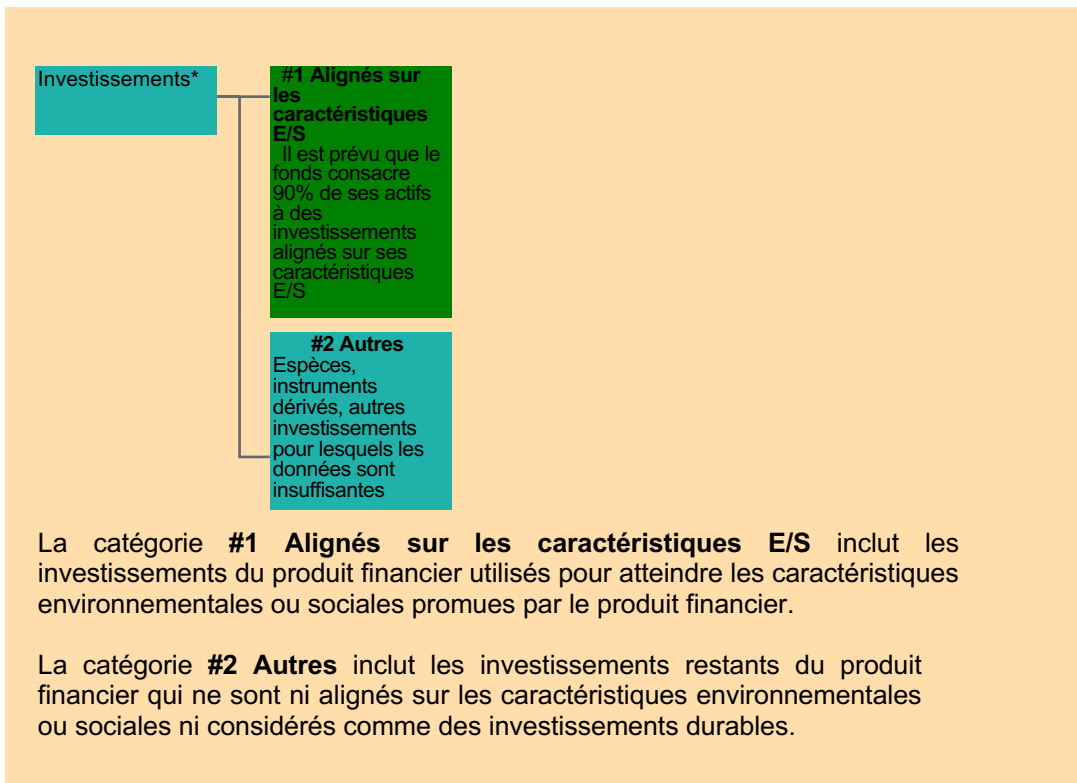 Investissements*
#1 Alignés sur
les
caractéristiques
E/S
Il est prévu que le
fonds consacre
90% de ses actifs
à des
investissements
alignés sur ses
caractéristiques
E/S
#2 Autres
Espèces,
instruments
dérivés, autres
investissements
pour lesquels les
données sont
insuffisantes
La catégorie #1 Alignés sur les caractéristiques E/S inclut les
investissements du produit financier utilisés pour atteindre les caractéristiques
environnementales ou sociales promues par le produit financier.
La catégorie #2 Autres inclut les investissements restants du produit
financier qui ne sont ni alignés sur les caractéristiques environnementales
ou sociales ni considérés comme des investissements durables.